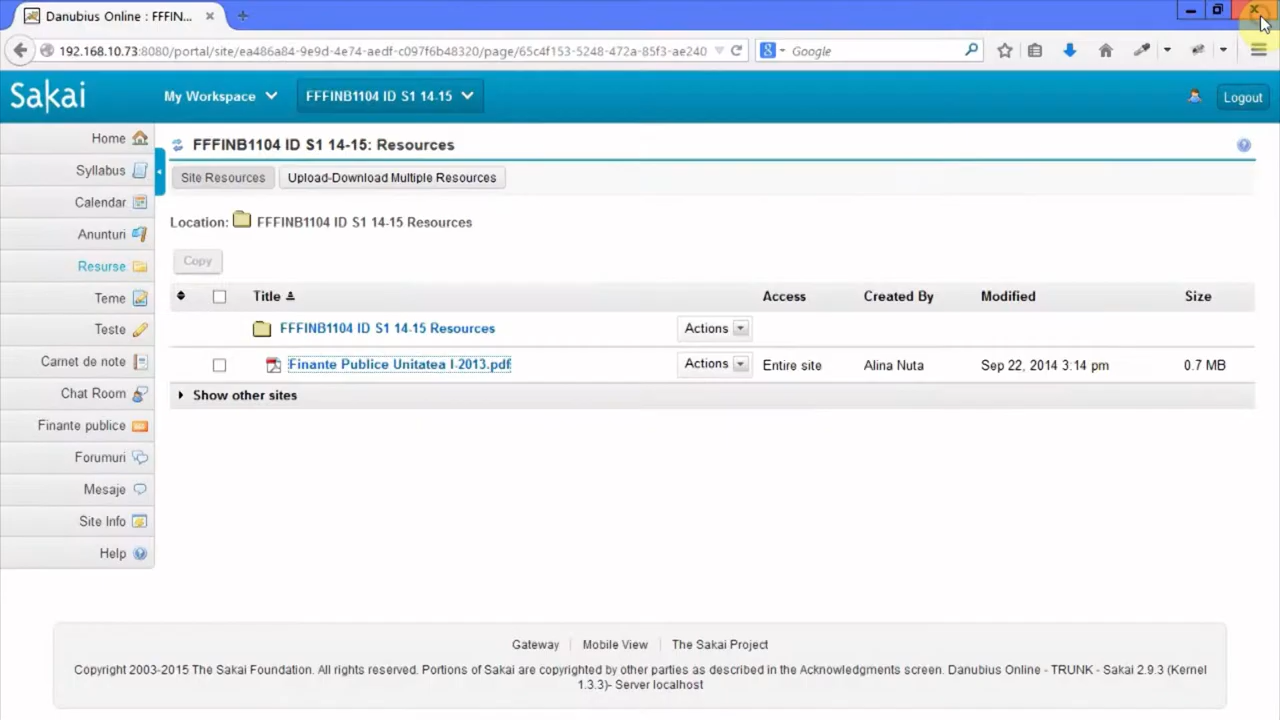 Danubius Online : FFFIN...
192.168.10.73:8080/portal/site/ea486a84-9e9d-4e74-aedf-c097f6b48320/page/65c4f153-5248-472a-85f3-ae240
Google
Sakai
My Workspace
FFFINB1104 ID S1 14-15
Logout
Home
Syllabus
Calendar
Anunturi
Resurse
Teme
Teste
Carnet de note
Chat Room
Finante publice
Forumuri
Mesaje
Site Info
Help
FFFINB1104 ID S1 14-15: Resources
Site Resources
Upload-Download Multiple Resources
Location: FFFINB1104 ID S1 14-15 Resources
Copy
Title Access Created By Modified Size
FFFINB1104 ID S1 14-15 Resources Actions
Finante Publice Unitatea I-2013.pdf Actions Entire site Alina Nuta Sep 22, 2014 3:14 pm 0.7 MB
Show other sites
Gateway | Mobile View | The Sakai Project
Copyright 2003-2015 The Sakai Foundation. All rights reserved. Portions of Sakai are copyrighted by other parties as described in the Acknowledgments screen. Danubius Online - TRUNK - Sakai 2.9.3 (Kernel
1.3.3)- Server localhost